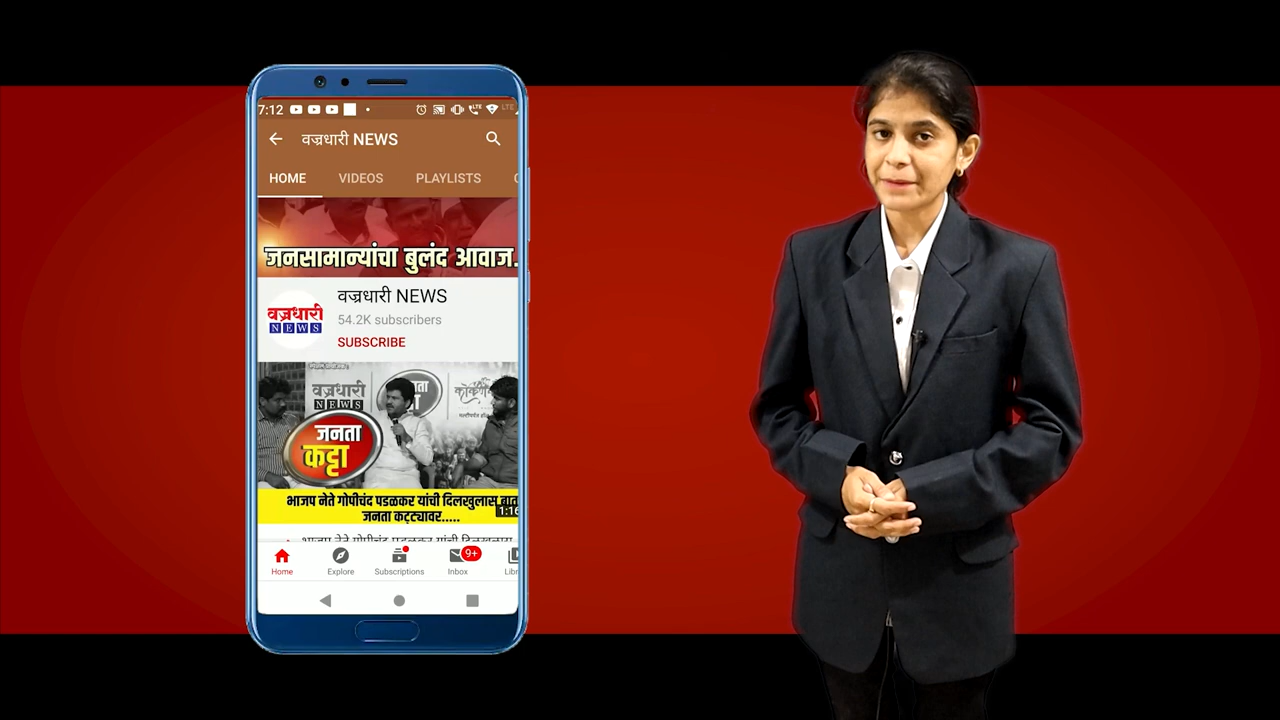 7:12
वज्रधारी NEWS
HOME VIDEOS PLAYLISTS
जनसामान्यांचा बुलंद आवाज.
वज्रधारी NEWS
54.2K subscribers
SUBSCRIBE
वज्रधारी
NEWS
वज्रधारी
NEWS
जनता
कट्टा
भाजप नेते गोपीचंद पडळकर यांची दिलखुलास
जनता कट्ट्यावर.....
1:16
Home Explore Subscriptions Inbox 9+